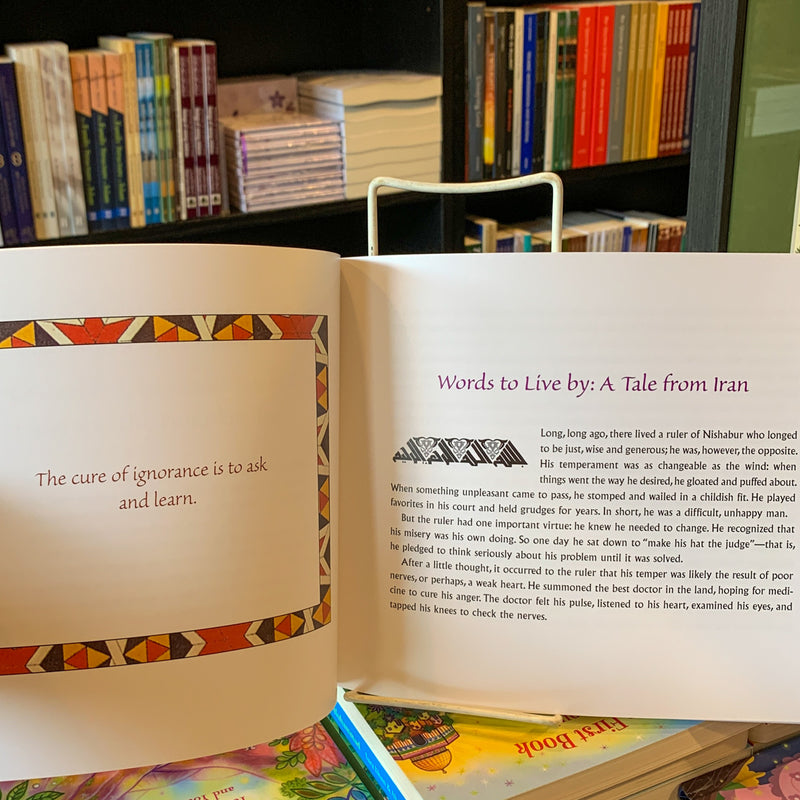 The cure of ignorance is to ask
and learn.
Words to Live by: A Tale from Iran
Long, long ago, there lived a ruler of Nishabur who longed
to be just, wise and generous; he was, however, the opposite.
His temperament was as changeable as the wind: when
things went the way he desired, he gloated and puffed about.
When something unpleasant came to pass, he stomped and wailed in a childish fit. He played
favorites in his court and held grudges for years. In short, he was a difficult, unhappy man.
But the ruler had one important virtue: he knew he needed to change. He recognized that
his misery was his own doing. So one day he sat down to “make his hat the judge”—that is,
he pledged to think seriously about his problem until it was solved.
After a little thought, it occurred to the ruler that his temper was likely the result of poor
nerves, or perhaps, a weak heart. He summoned the best doctor in the land, hoping for medi-
cine to cure his anger. The doctor felt his pulse, listened to his heart, examined his eyes, and
tapped his knees to check the nerves.
First Book